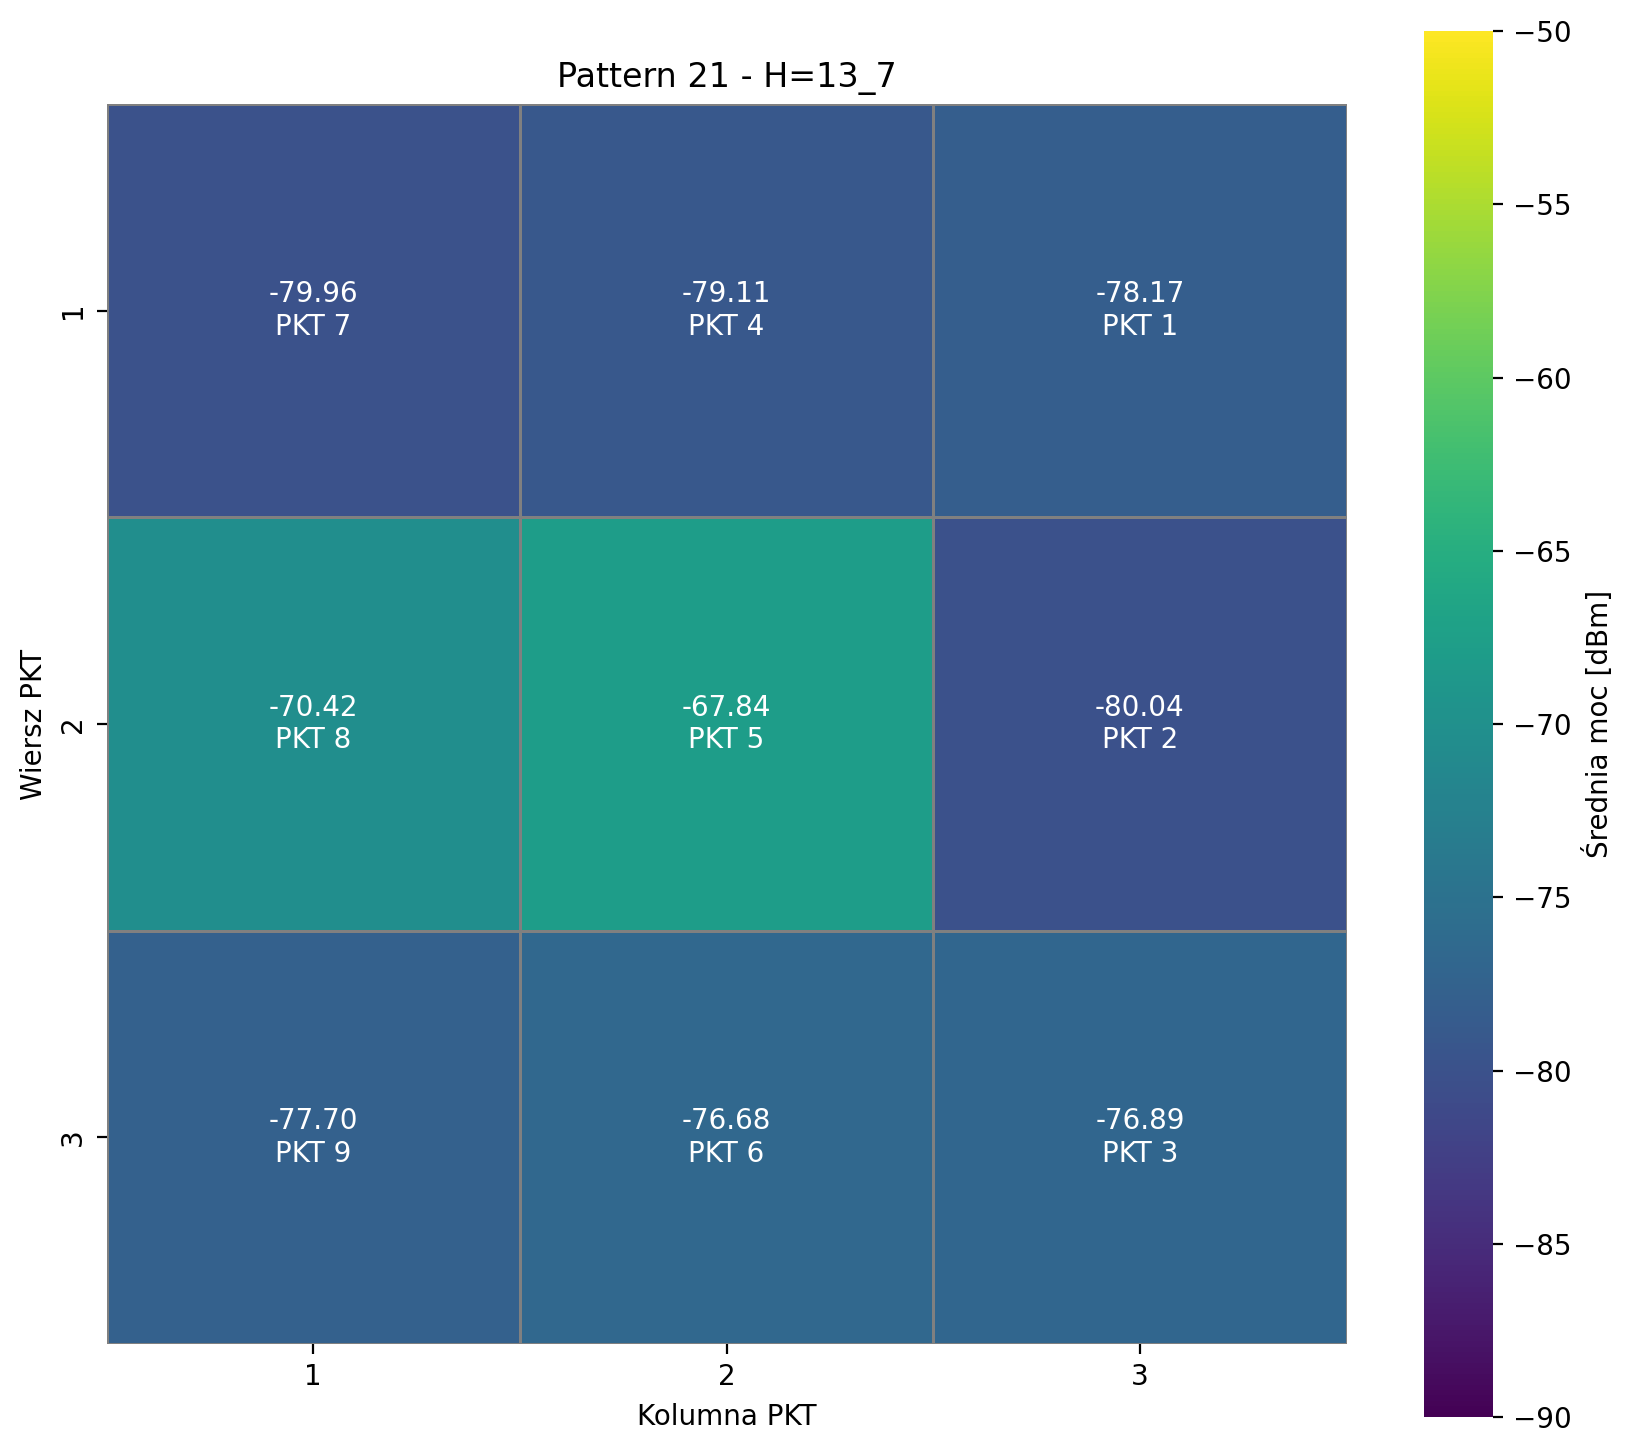 Pattern 21 - H=13_7
-79.96
PKT 7
-79.11
PKT 4
-78.17
PKT 1
-70.42
PKT 8
-67.84
PKT 5
-80.04
PKT 2
-77.70
PKT 9
-76.68
PKT 6
-76.89
PKT 3
1
2
3
Wiersz PKT
1
2
3
Kolumna PKT
−50
−55
−60
−65
−70
−75
−80
−85
−90
Średnia moc [dBm]